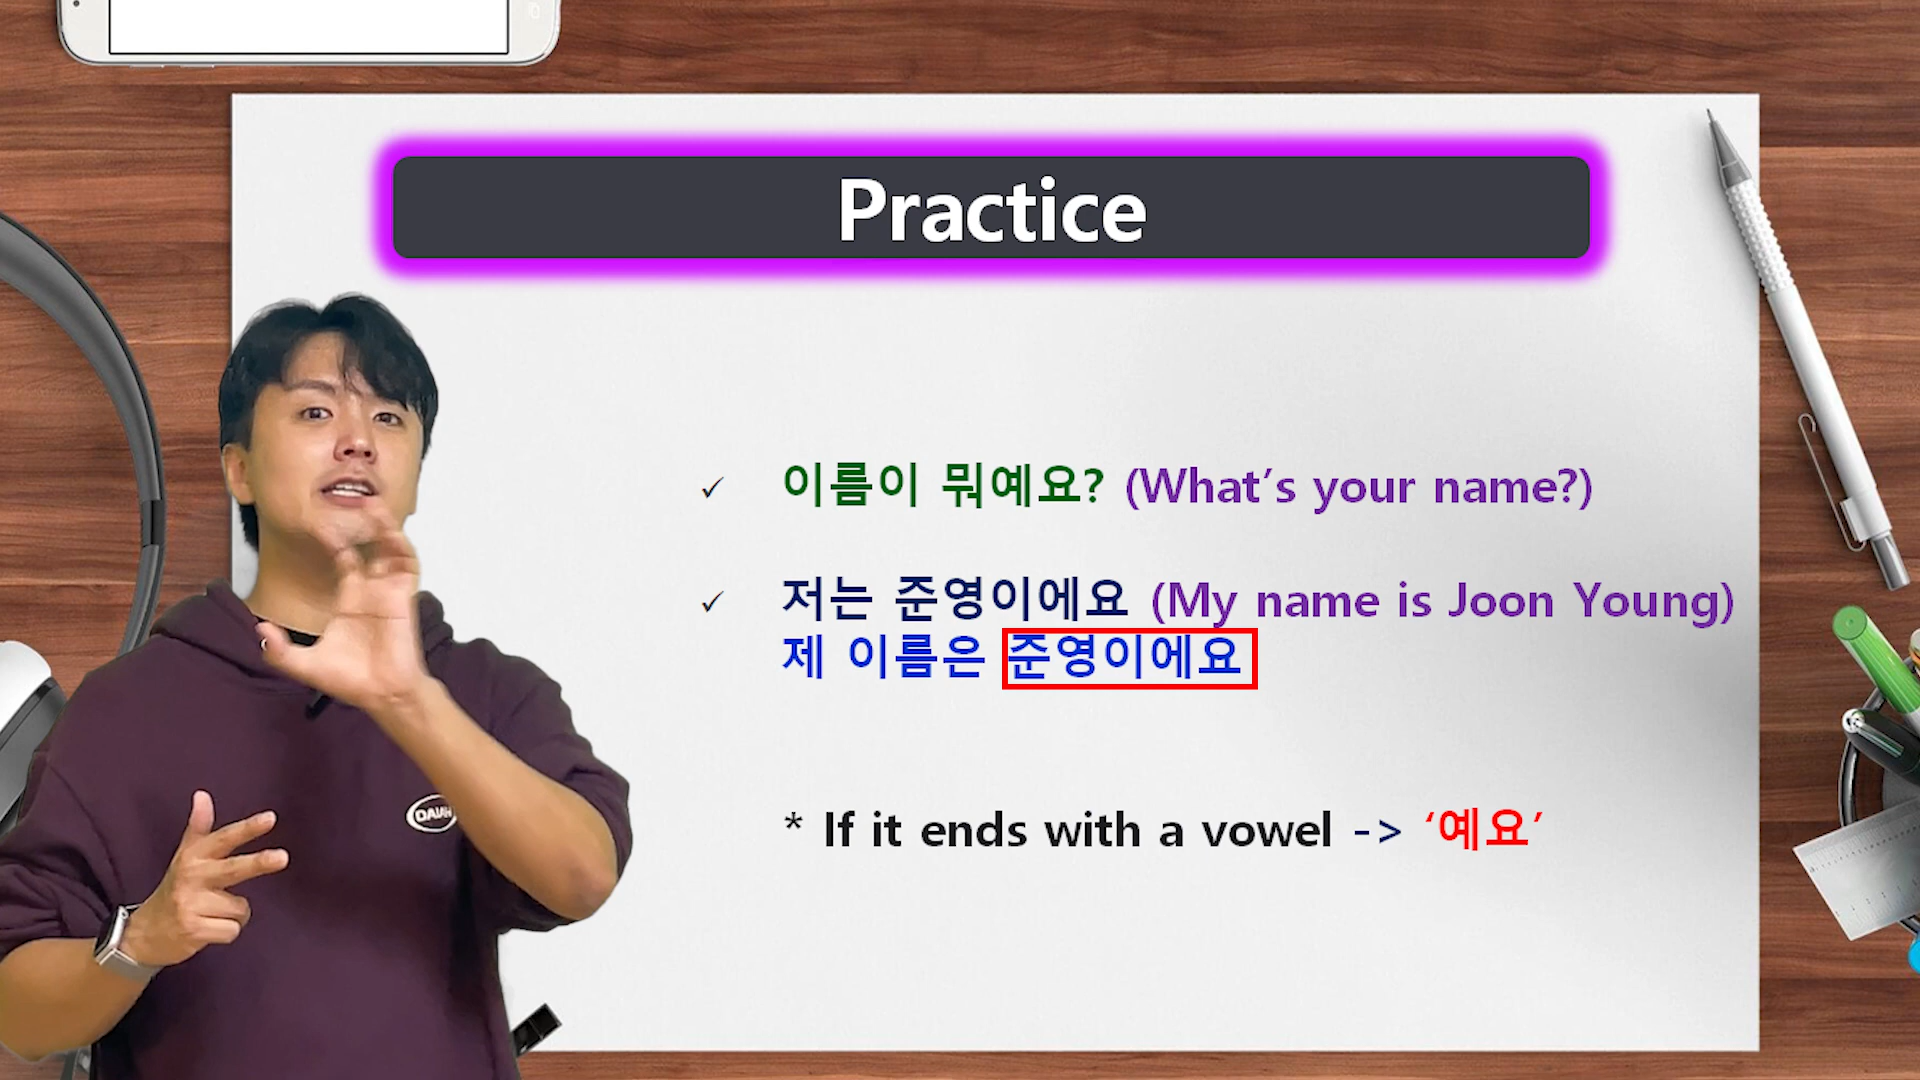 Practice
✓ 이름이 뭐예요? (What's your name?)
✓ 저는 준영이에요 (My name is Joon Young)
제 이름은 준영이에요
* If it ends with a vowel -> ‘예요’